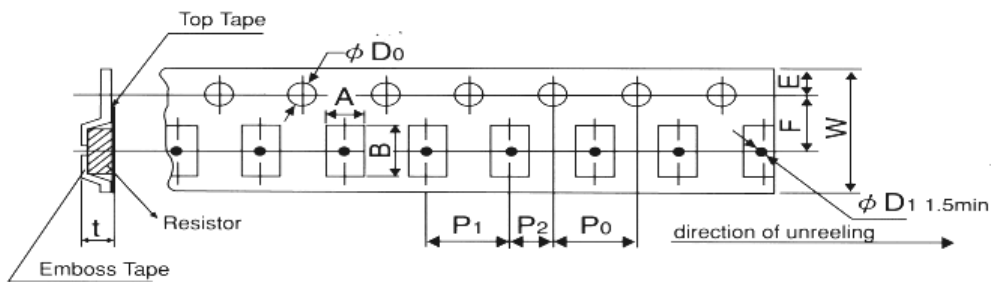 Top Tape
ϕ D0
A
E
B
F
W
t
Resistor
P1
P2
P0
ϕ D1 1.5min
direction of unreeling
Emboss Tape